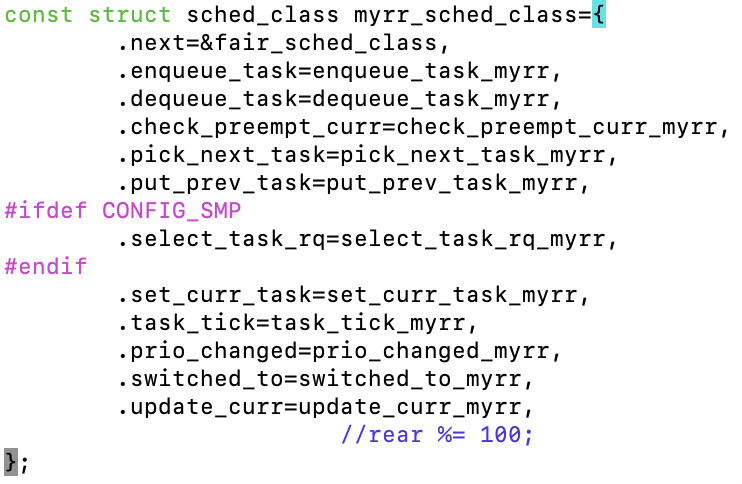 const struct sched_class myrr_sched_class={
.next=&fair_sched_class,
.enqueue_task=enqueue_task_myrr,
.dequeue_task=dequeue_task_myrr,
.check_preempt_curr=check_preempt_curr_myrr,
.pick_next_task=pick_next_task_myrr,
.put_prev_task=put_prev_task_myrr,
#ifdef CONFIG_SMP
.select_task_rq=select_task_rq_myrr,
#endif
.set_curr_task=set_curr_task_myrr,
.task_tick=task_tick_myrr,
.prio_changed=prio_changed_myrr,
.switched_to=switched_to_myrr,
.update_curr=update_curr_myrr,
//rear %= 100;
};